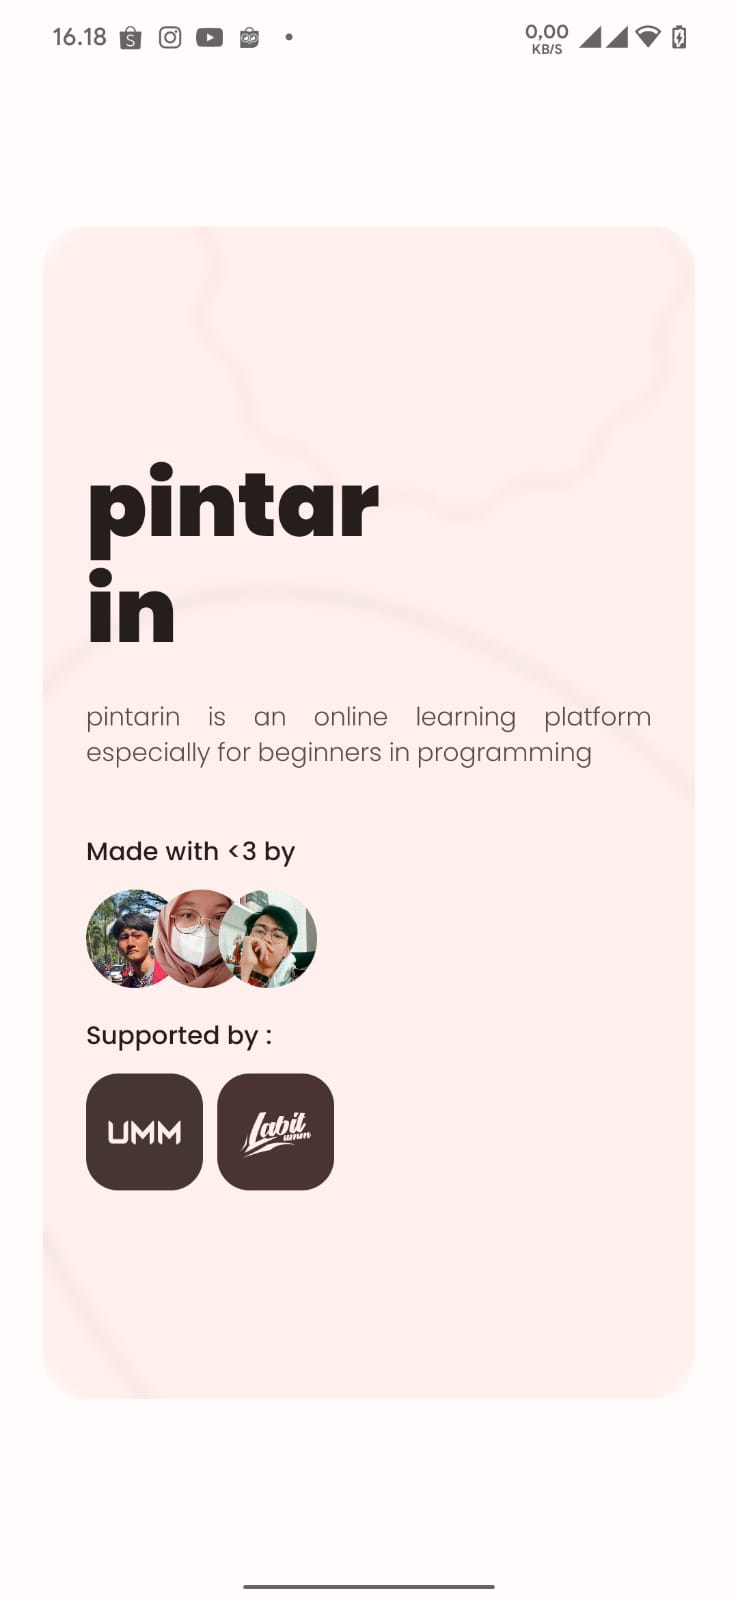 16.18
0,00
KB/S
pintar
in
pintarin is an online learning platform
especially for beginners in programming
Made with <3 by
Supported by :
UMM
Labit
umm